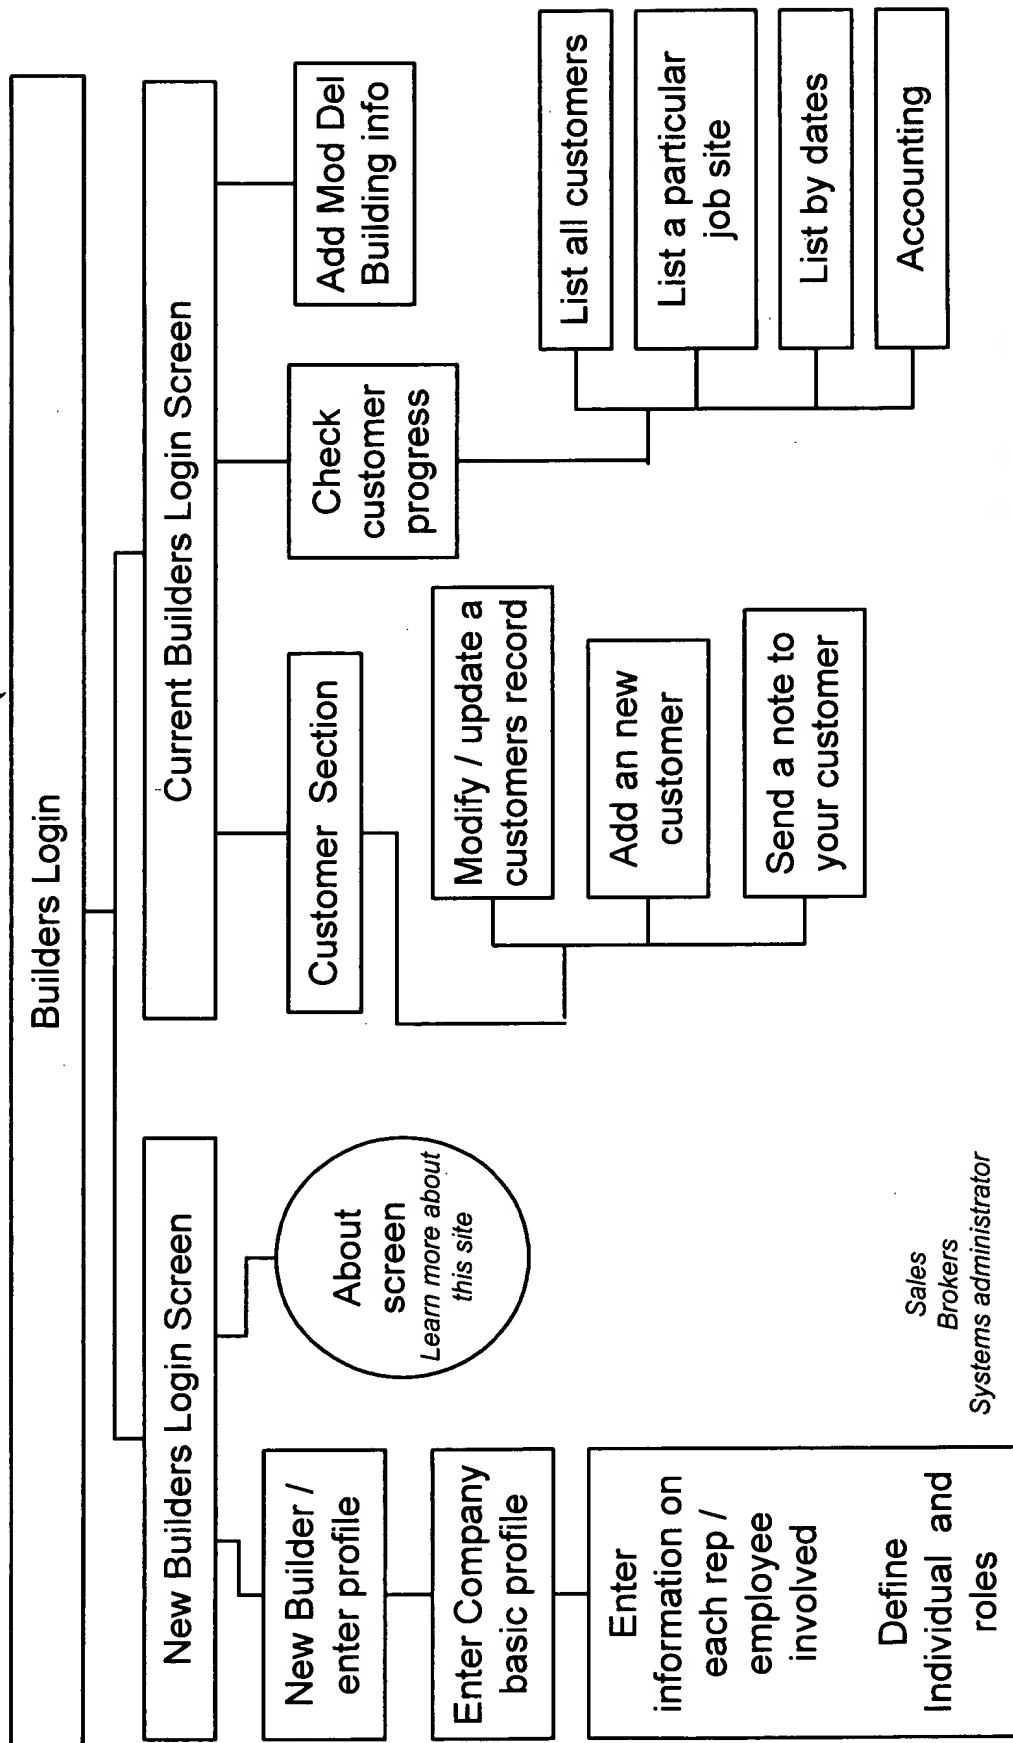 Builders Login
New Builders Login Screen
Current Builders Login Screen
New Builder /
enter profile
About
screen
Learn more about
this site
Enter Company
basic profile
Enter
information on
each rep /
employee
involved
Define
Individual and
roles
Sales
Brokers
Systems administrator
Customer Section
Modify / update a
customers record
Add an new
customer
Send a note to
your customer
Check
customer
progress
List all customers
List a particular
job site
List by dates
Accounting
Add Mod Del
Building info